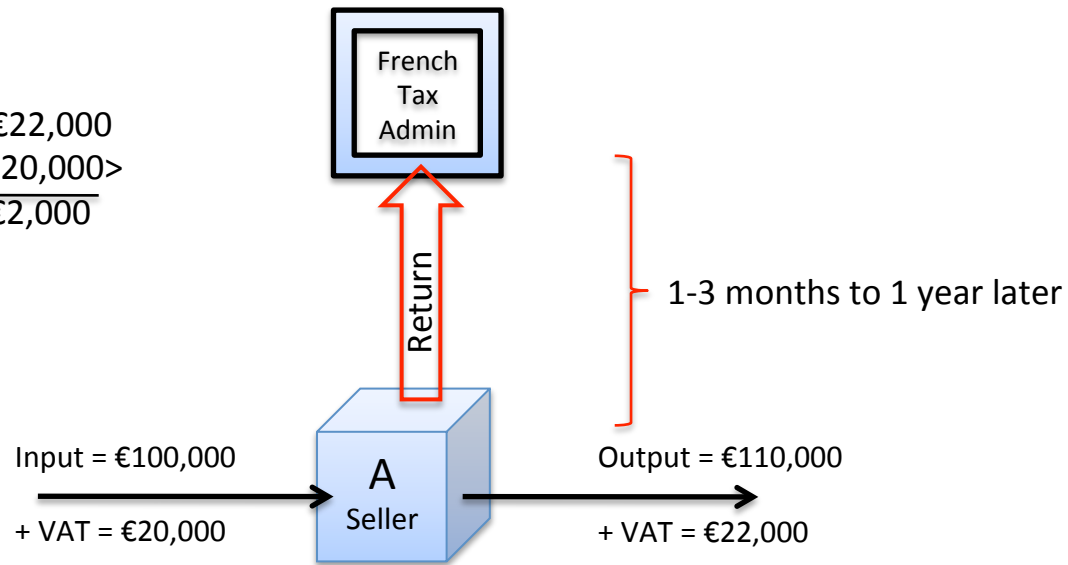 French
Tax
Admin
€22,000
20,000>
€2,000
Return
1-3 months to 1 year later
Input = €100,000
+ VAT = €20,000
A
Seller
Output = €110,000
+ VAT = €22,000